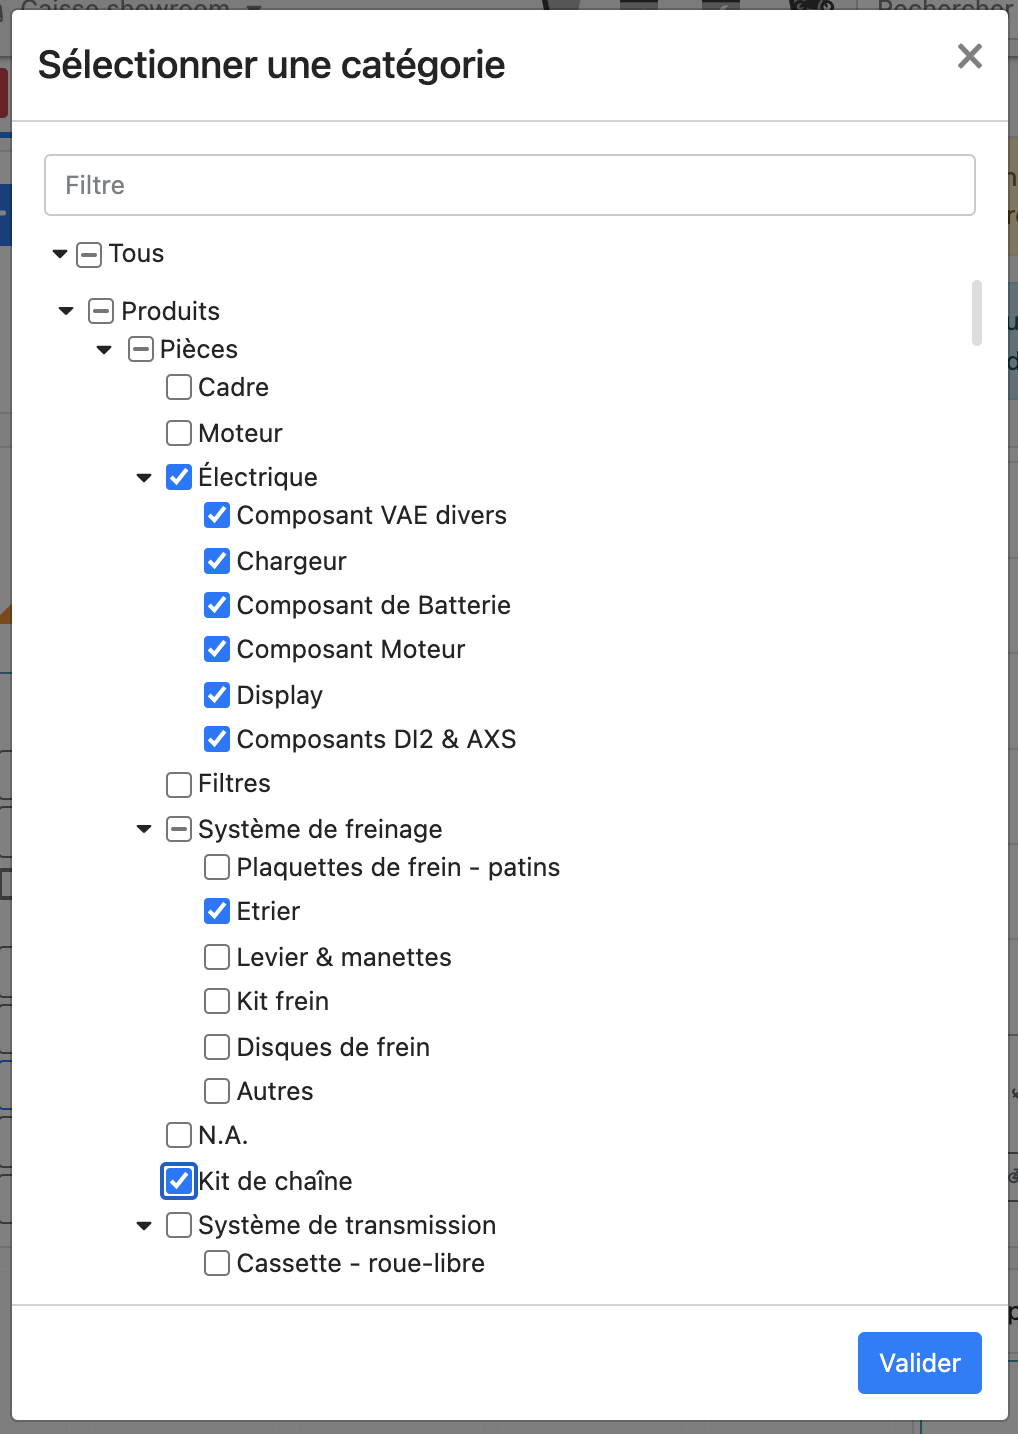 Caisse showroom
Rechercher
Sélectionner une catégorie
Filtre
Tous
Produits
Pièces
Cadre
Moteur
Électrique
Composant VAE divers
Chargeur
Composant de Batterie
Composant Moteur
Display
Composants DI2 & AXS
Filtres
Système de freinage
Plaquettes de frein - patins
Etrier
Levier & manettes
Kit frein
Disques de frein
Autres
N.A.
Kit de chaîne
Système de transmission
Cassette - roue-libre
Valider